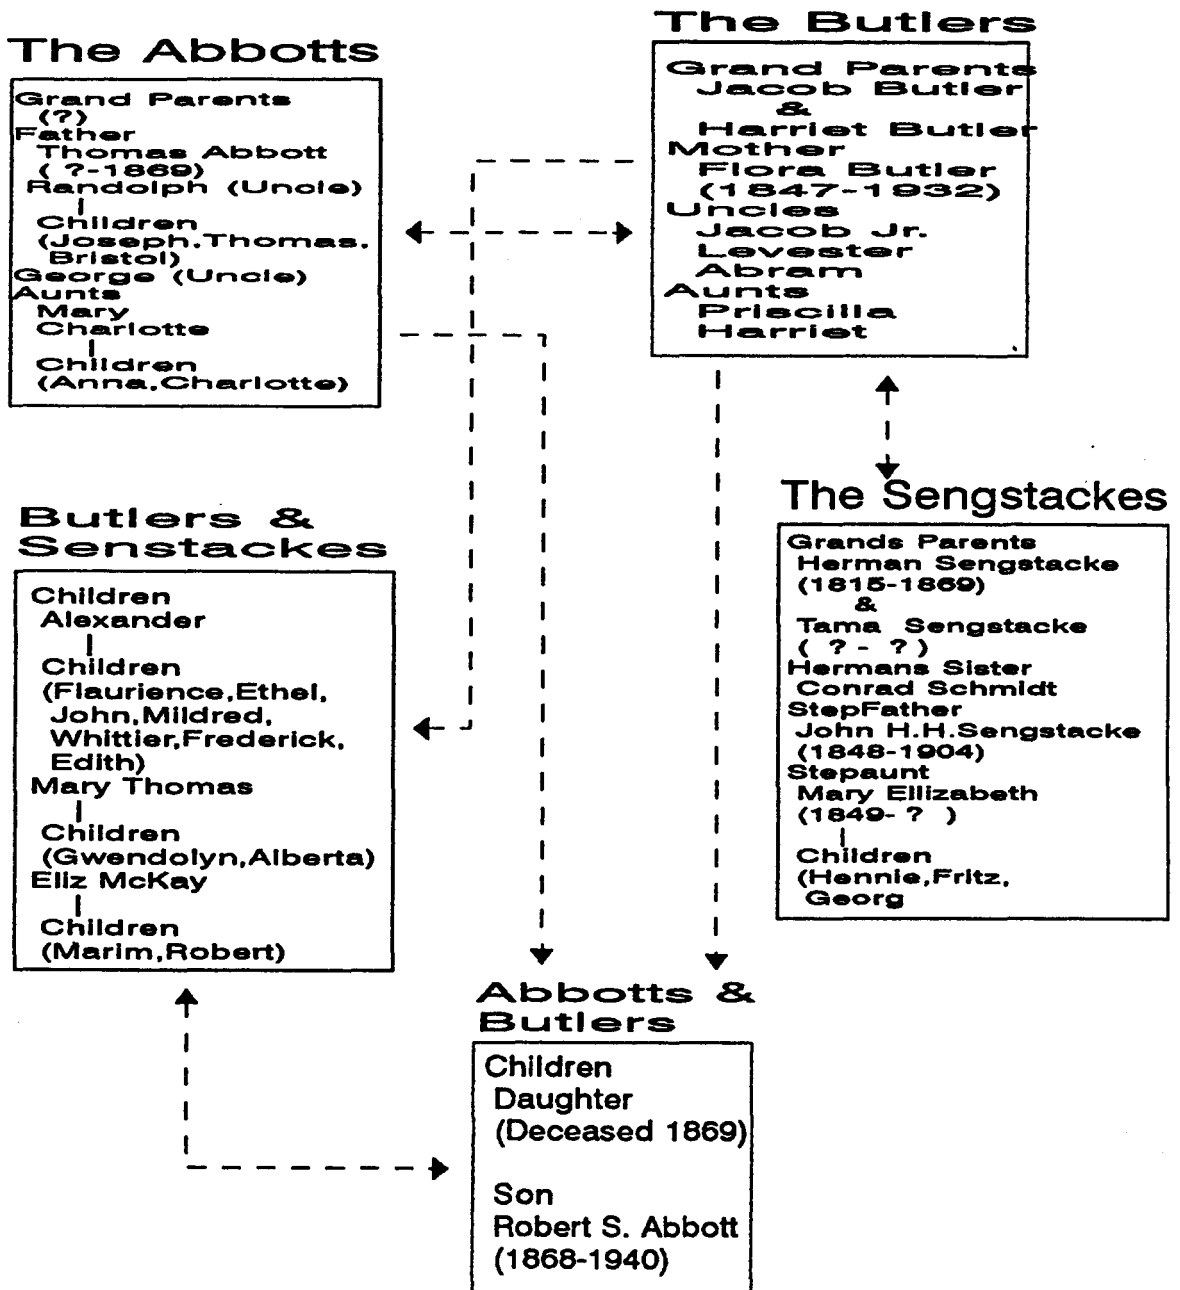 The Abbotts
Grand Parents
(?)
Father
Thomas Abbott
( ?-1869)
Randolph (Uncle)
Children
(Joseph,Thomas,
Bristol)
George (Uncle)
Aunts
Mary
Charlotte
Children
(Anna,Charlotte)
The Butlers
Grand Parents
Jacob Butler
&
Harriet Butler
Mother
Flora Butler
(1847-1932)
Uncles
Jacob Jr.
Levester
Abram
Aunts
Priscilla
Harriet
Butlers &
Senstackes
Children
Alexander
Children
(Flaurience,Ethel,
John,Mildred,
Whittier,Frederick,
Edith)
Mary Thomas
Children
(Gwendolyn,Alberta)
Eliz McKay
Children
(Marim,Robert)
The Sengstackes
Grands Parents
Herman Sengstacke
(1815-1869)
&
Tama Sengstacke
( ? - ? )
Hermans Sister
Conrad Schmidt
StepFather
John H.H.Sengstacke
(1848-1904)
Stepaunt
Mary Ellizabeth
(1849- ? )
Children
(Hennie,Fritz,
Georg
Abbotts &
Butlers
Children
Daughter
(Deceased 1869)
Son
Robert S. Abbott
(1868-1940)